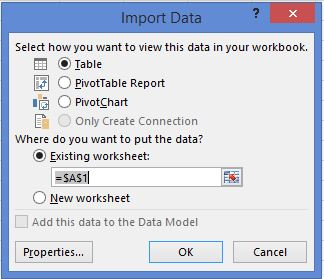 Import Data
? ×
Select how you want to view this data in your workbook.
Table
PivotTable Report
PivotChart
Only Create Connection
Where do you want to put the data?
Existing worksheet:
=$A$1
New worksheet
Add this data to the Data Model
Properties... OK Cancel